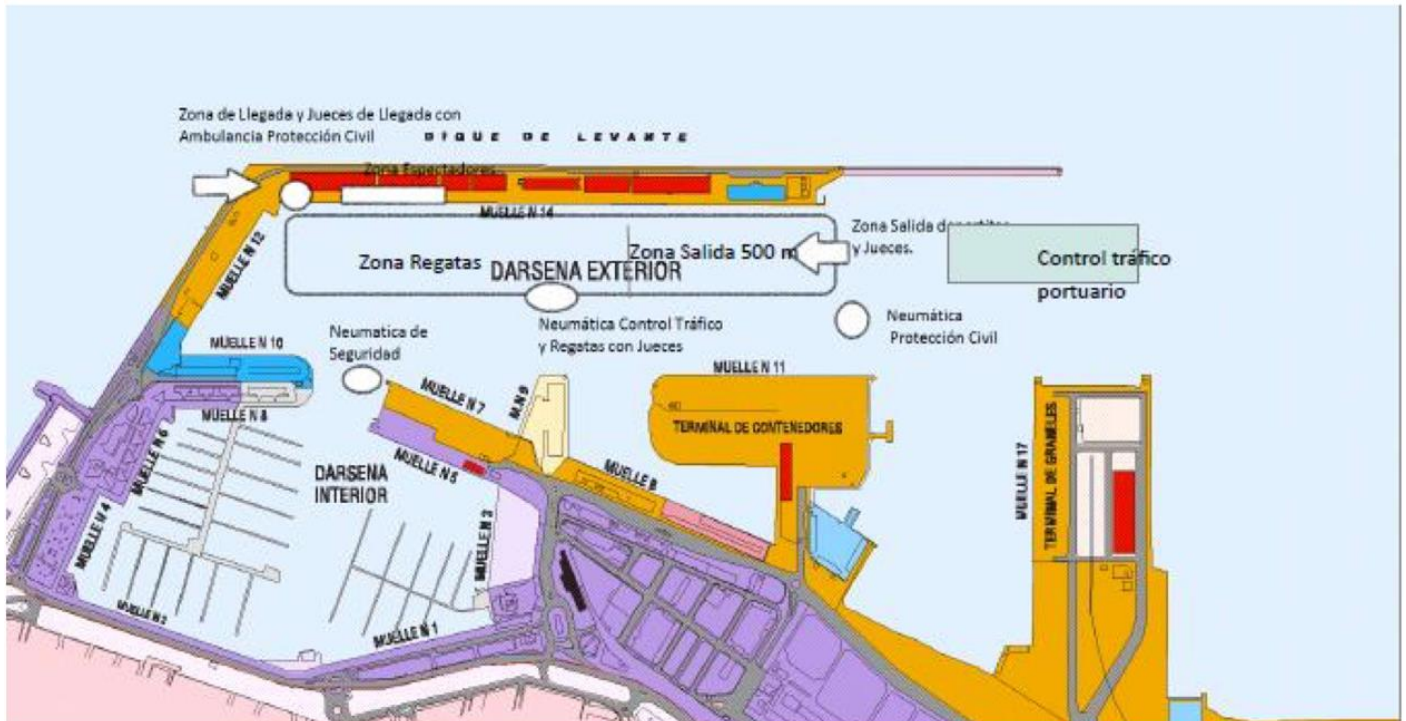 Zona de Llegada y Jueces de Llegada con
Ambulancia Protección Civil
DIQUE DE LEVANTE
Zona Espectadores
MUELLE N 14
MUELLE N 12
Zona Regatas
Zona Salida 500 m
DARSENA EXTERIOR
Zona Salida
y Jueces.
Control tráfico
portuario
Neumática
Protección Civil
Neumática Control Tráfico
y Regatas con Jueces
Neumatica de
Seguridad
MUELLE N 10
MUELLE N 8
MUELLE N 7
M.N 9
MUELLE N 11
TERMINAL DE CONTENEDORES
MUELLE N 6
MUELLE N 5
DARSENA
INTERIOR
MUELLE 8
MUELLE N 17
TERMINAL DE GRANELES
MUELLE N 4
MUELLE N 3
MUELLE N 2
MUELLE N 1